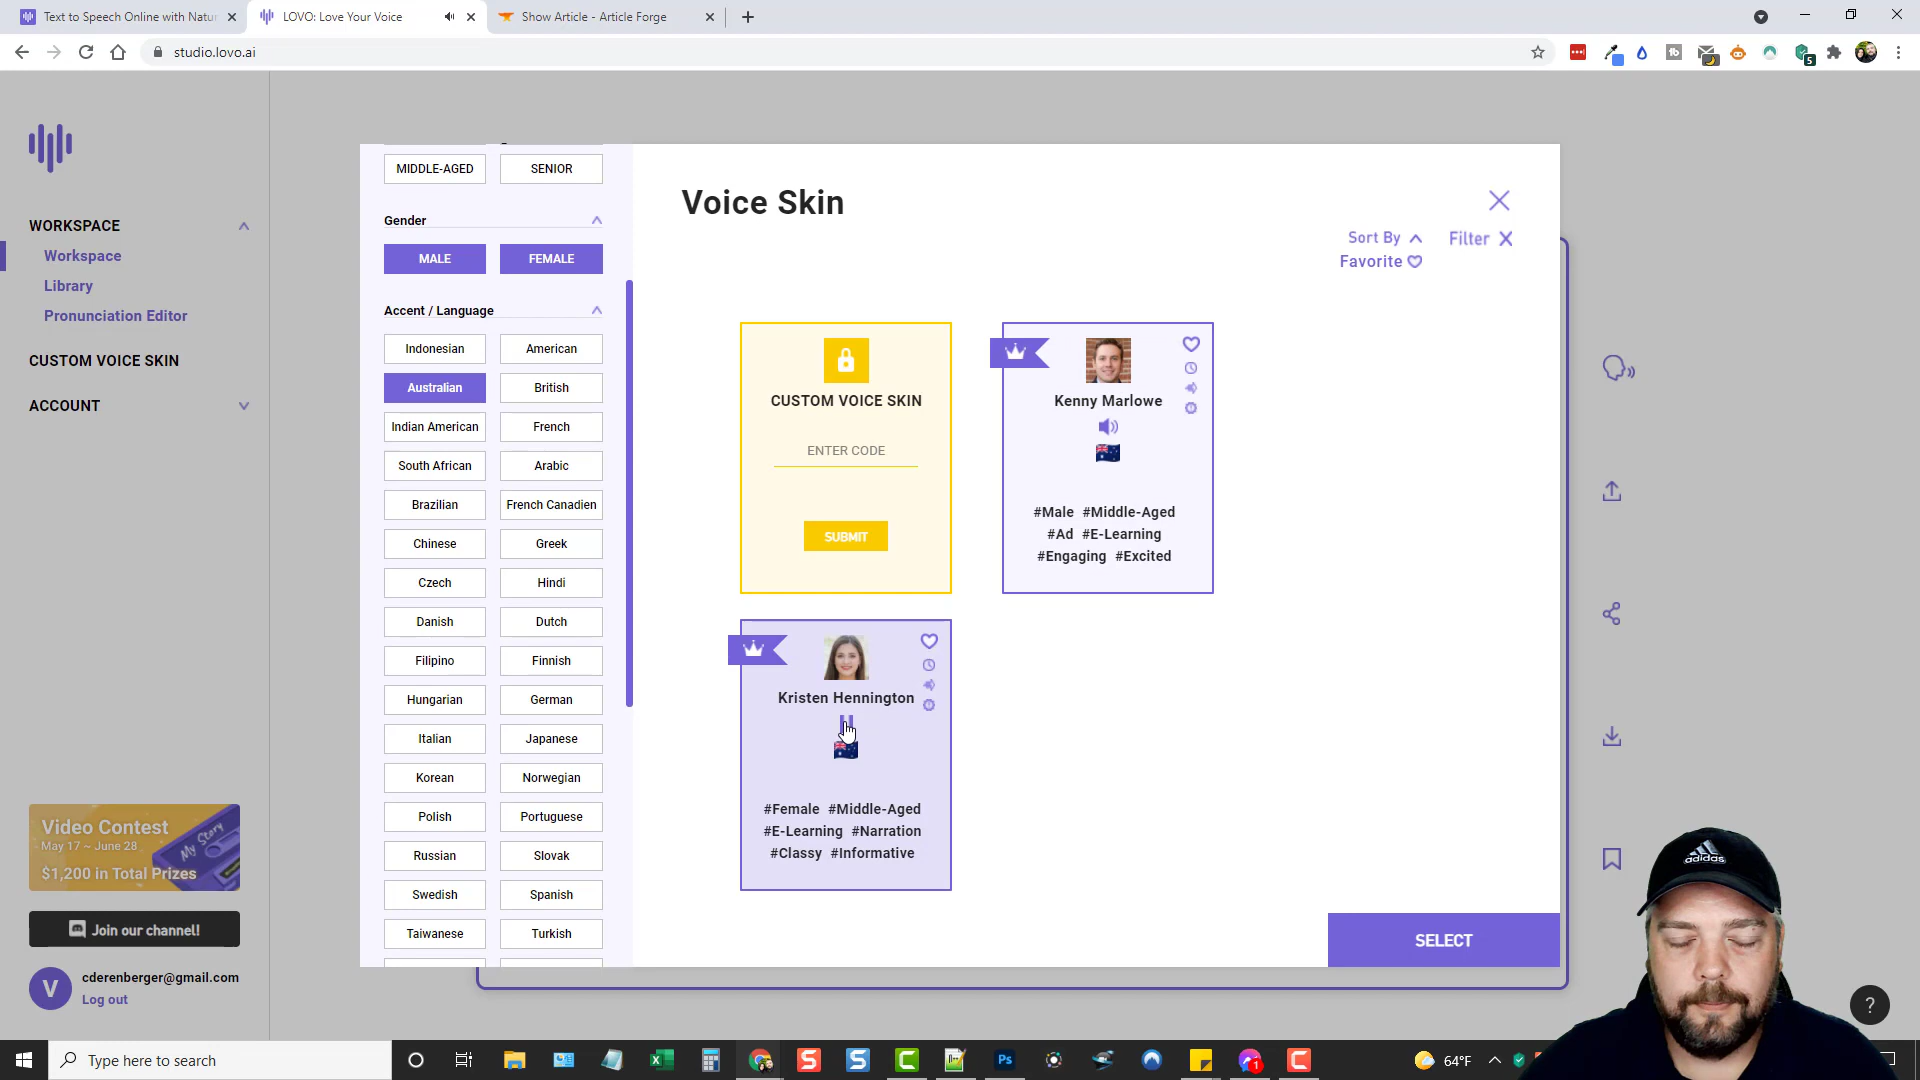 Text to Speech Online with Natu
LOVO: Love Your Voice
Show Article - Article Forge
studio.lovo.ai
5
WORKSPACE
Workspace
Library
Pronunciation Editor
CUSTOM VOICE SKIN
ACCOUNT
Video Contest
May 17 ~ June 28
$1,200 in Total Prizes
My Story
Join our channel!
V
cderenberger@gmail.com
Log out
MIDDLE-AGED
SENIOR
Gender
MALE
FEMALE
Accent / Language
Indonesian
American
Australian
British
Indian American
French
South African
Arabic
Brazilian
French Canadien
Chinese
Greek
Czech
Hindi
Danish
Dutch
Filipino
Finnish
Hungarian
German
Italian
Japanese
Korean
Norwegian
Polish
Portuguese
Russian
Slovak
Swedish
Spanish
Taiwanese
Turkish
Voice Skin
Sort By
Filter X
Favorite
CUSTOM VOICE SKIN
ENTER CODE
SUBMIT
Kenny Marlowe
#Male #Middle-Aged
#Ad #E-Learning
#Engaging #Excited
Kristen Hennington
#Female #Middle-Aged
#E-Learning #Narration
#Classy #Informative
SELECT
adidas
?
Type here to search
Ps
1
64°F